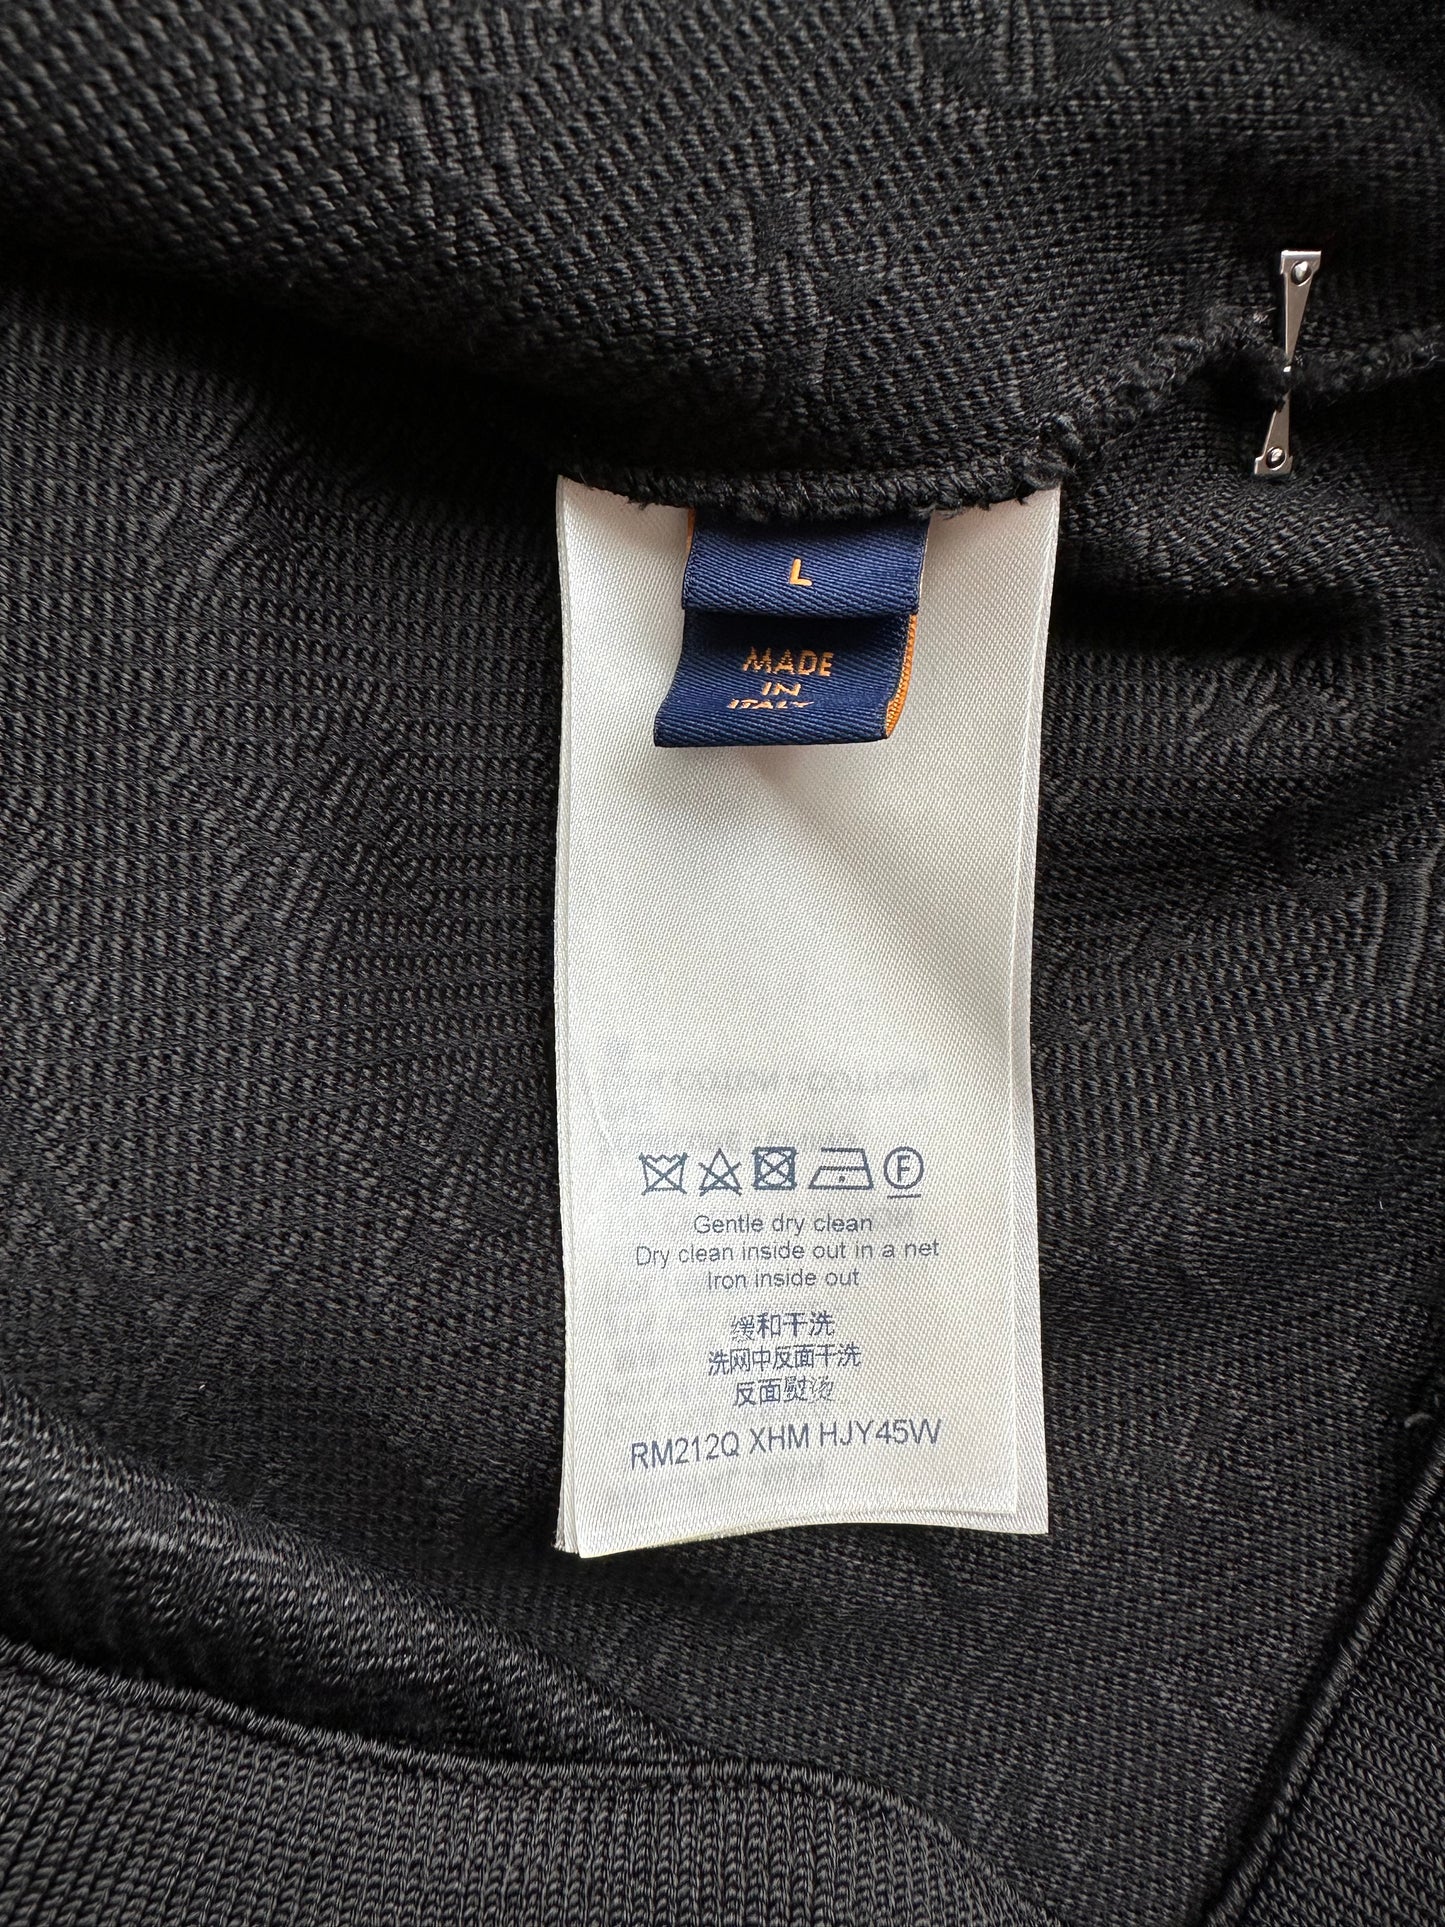 L
MADE
IN
ITALY
F
Gentle dry clean
Dry clean inside out in a net
Iron inside out
缓和干洗
洗网中反面干洗
反面熨烫
RM212Q XHM HJY45W